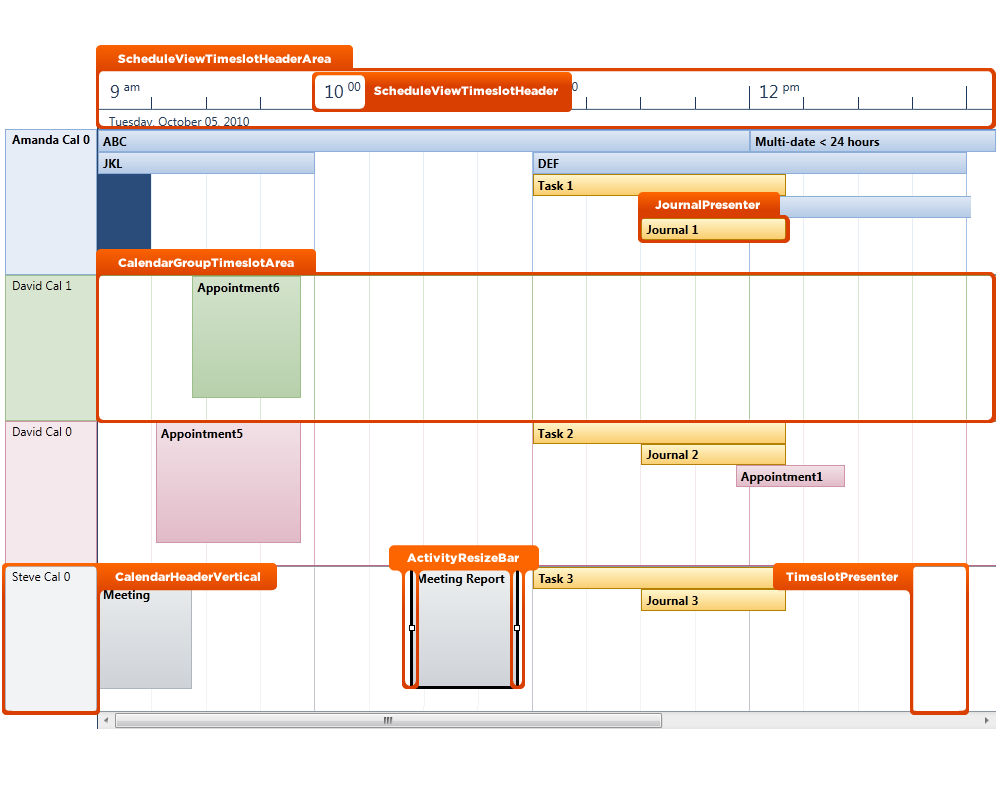 ScheduleViewTimeslotHeaderArea
9 am
10 00
ScheduleViewTimeslotHeader
0
12 pm
Tuesday, October 05, 2010
Amanda Cal 0
ABC
Multi-date < 24 hours
JKL
DEF
Task 1
JournalPresenter
Journal 1
CalendarGroupTimeslotArea
David Cal 1
Appointment6
David Cal 0
Appointment5
Task 2
Journal 2
Appointment1
ActivityResizeBar
Steve Cal 0
CalendarHeaderVertical
Meeting Report
Task 3
TimeslotPresenter
Meeting
Journal 3